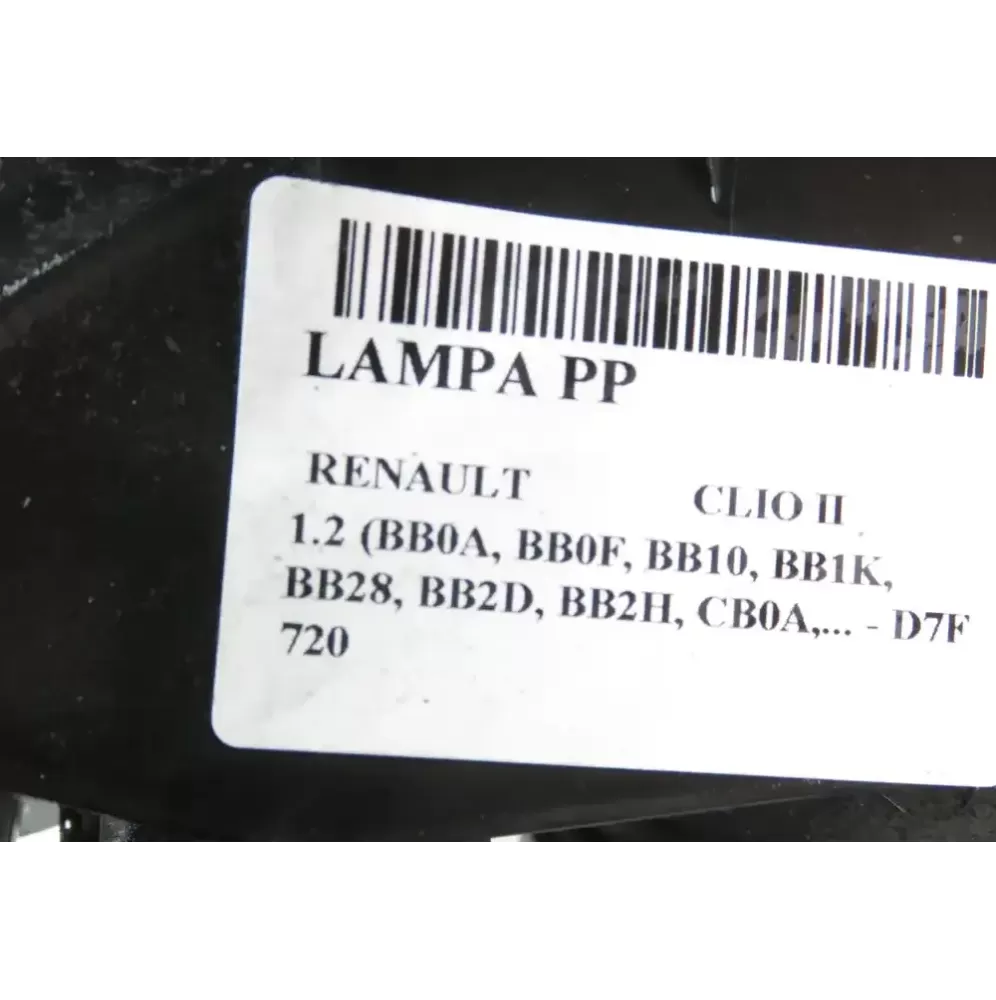 LAMPA PP
RENAULT CLIO II
1.2 (BB0A, BB0F, BB10, BB1K,
BB28, BB2D, BB2H, CB0A,... - D7F
720